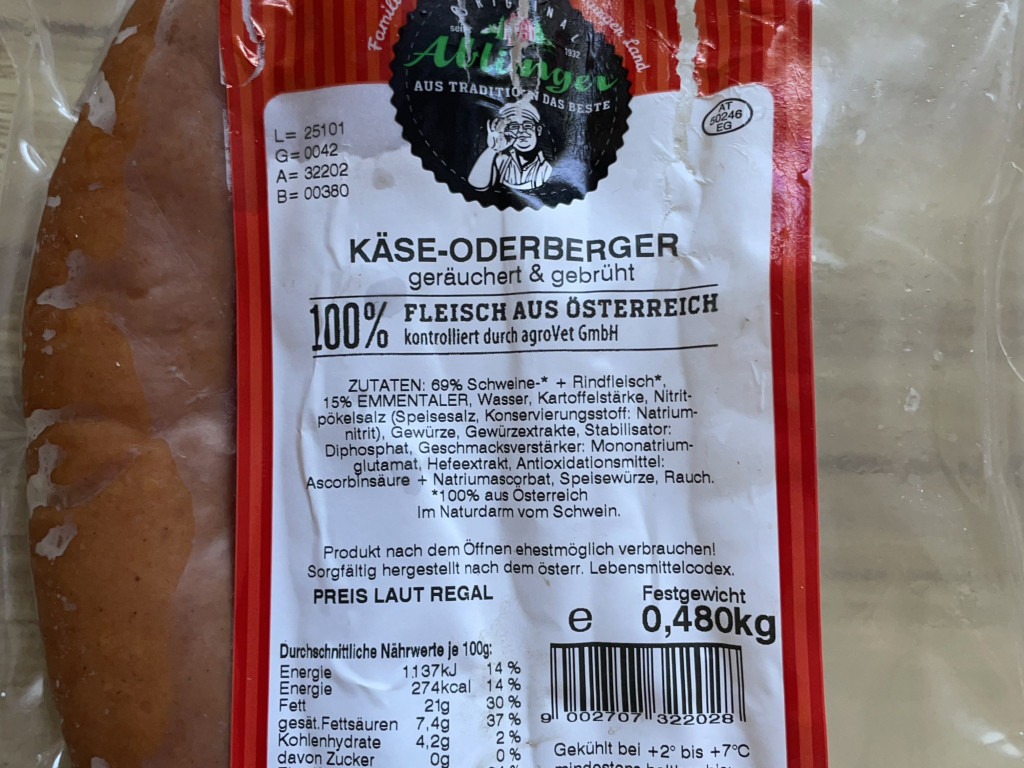 ORIGINAL
seit 1932
Ablinger
AUS TRADITION DAS BESTE
AT
50246
EG
L= 25101
G= 0042
A= 32202
B= 00380
KÄSE-ODERBERGER
geräuchert & gebrüht
100% FLEISCH AUS ÖSTERREICH
kontrolliert durch agroVet GmbH
ZUTATEN: 69% Schweine-* + Rindfleisch*,
15% EMMENTALER, Wasser, Kartoffelstärke, Nitrit-
pökelsalz (Speisesalz, Konservierungsstoff: Natrium-
nitrit), Gewürze, Gewürzextrakte, Stabilisator:
Diphosphat, Geschmacksverstärker: Mononatrium-
glutamat, Hefeextrakt, Antioxidationsmittel:
Ascorbinsäure + Natriumascorbat, Speisewürze, Rauch.
*100% aus Österreich
Im Naturdarm vom Schwein.
Produkt nach dem Öffnen ehestmöglich verbrauchen!
Sorgfältig hergestellt nach dem österr. Lebensmittelcodex.
PREIS LAUT REGAL
Festgewicht
e 0,480kg
Durchschnittliche Nährwerte je 100g:
Energie 1137kJ 14 %
Energie 274kcal 14 %
Fett 21g 30 %
gesät.Fettsäuren 7,4g 37 %
Kohlenhydrate 4,2g 2 %
davon Zucker 0g 0 %
9 002707 322028
Gekühlt bei +2° bis +7°C
mindestens